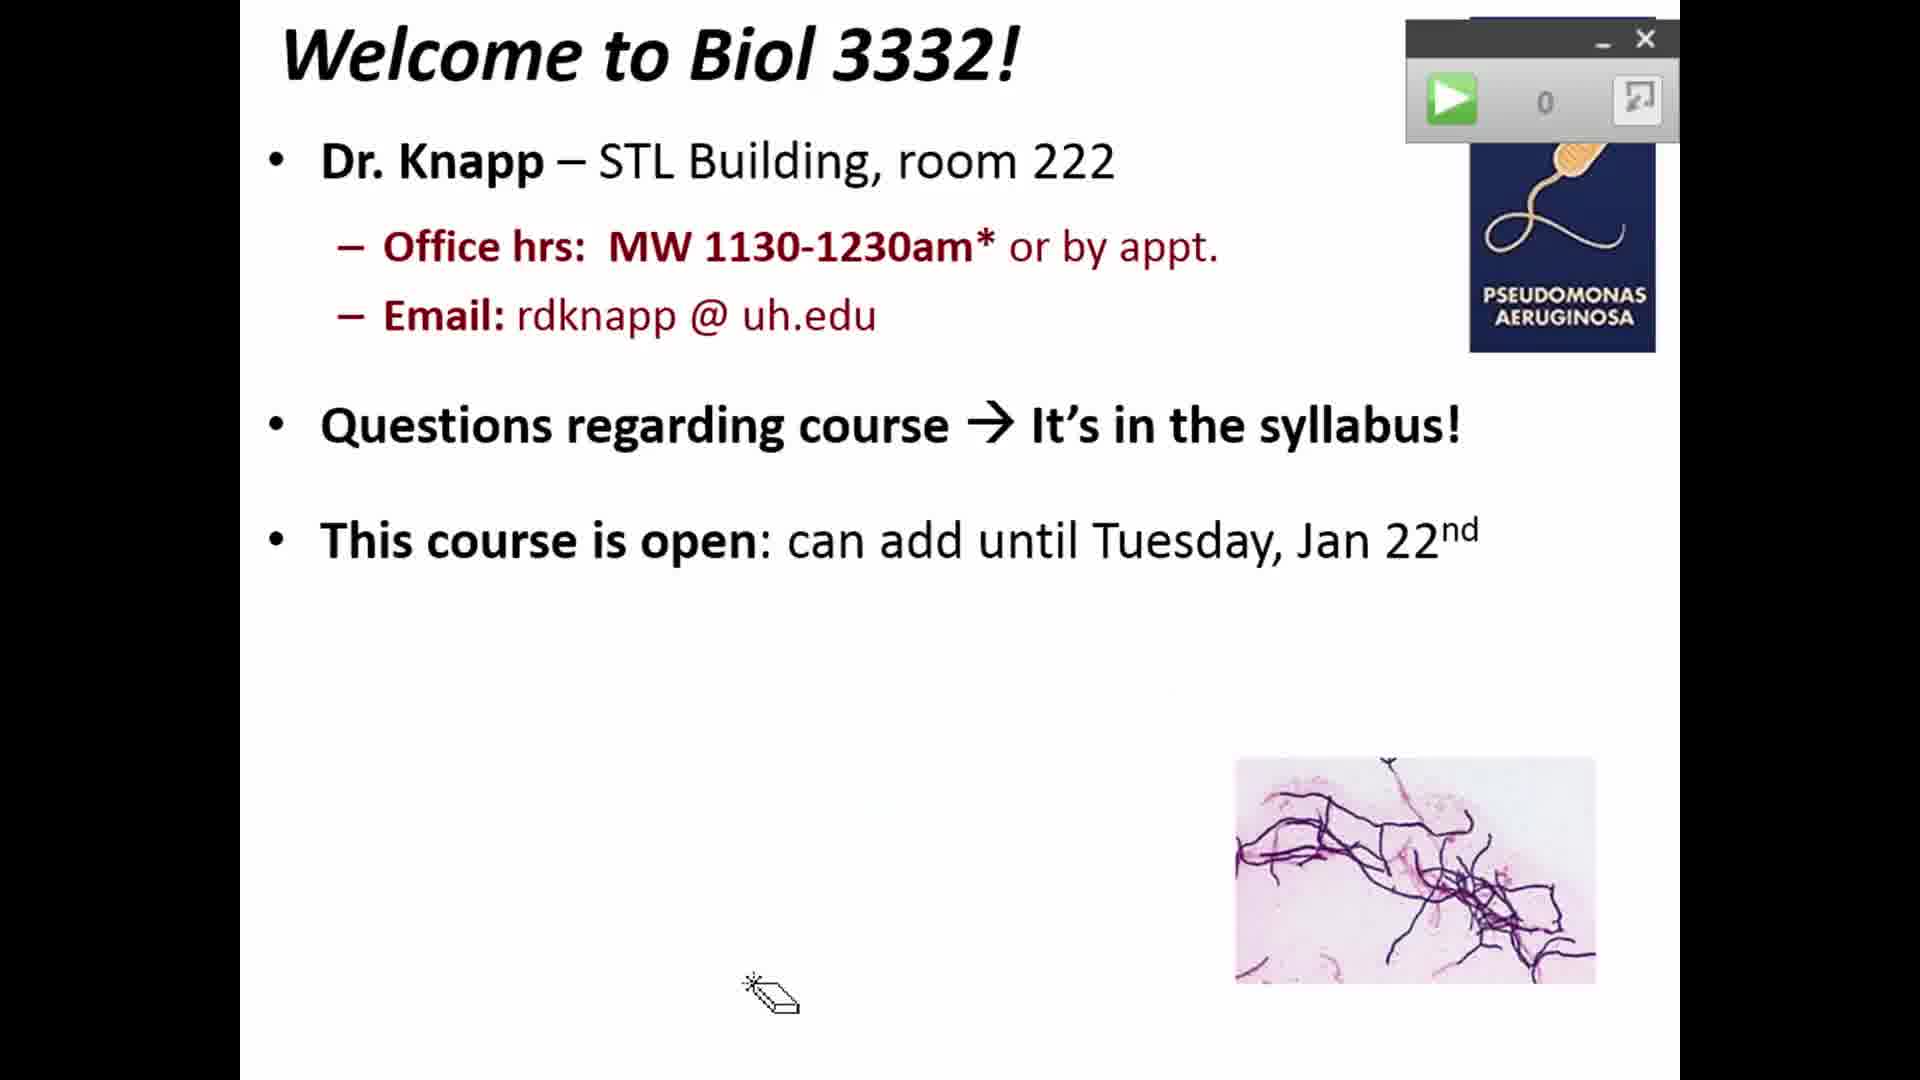 Welcome to Biol 3332!
0
• Dr. Knapp – STL Building, room 222
– Office hrs: MW 1130-1230am* or by appt.
– Email: rdknapp @ uh.edu
PSEUDOMONAS
AERUGINOSA
• Questions regarding course → It’s in the syllabus!
• This course is open: can add until Tuesday, Jan 22nd